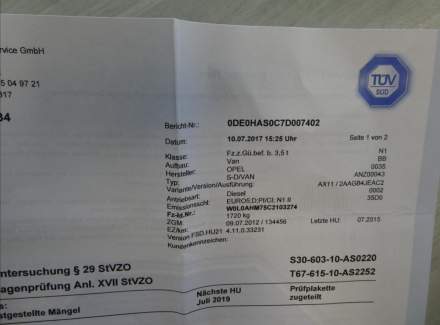 ervice GmbH
5 04 97 21
817
34
TÜV
SÜD
Bericht-Nr.: 0DE0HAS0C7D007402
Datum: 10.07.2017 15:25 Uhr Seite 1 von 2
Klasse: Fz.z.Gü.bef. b. 3,5 t N1
Aufbau: Van BB
Hersteller: OPEL 0035
Typ: S-D/VAN ANZ00043
Variante/Version/Ausführung: AX11 / 2AAGB4JEAC2
Antriebsart: Diesel 0002
Emissionsklt: EURO5;D;PI/CI; N1 II 35D0
Fz-Id.Nr.: W0L0AHM75C2103274
ZGM: 1720 kg
EZ/km: 09.07.2012 / 134456 Letzte HU: 07.2015
Version FSD.HU21 4.11.0.33231
Kundenkennzeichen:
ntersuchung § 29 StVZO S30-603-10-AS0220
agenprüfung Anl. XVII StVZO T67-615-10-AS2252
s: Nächste HU Prüfplakette
stgestellte Mängel Juli 2019 zugeteilt